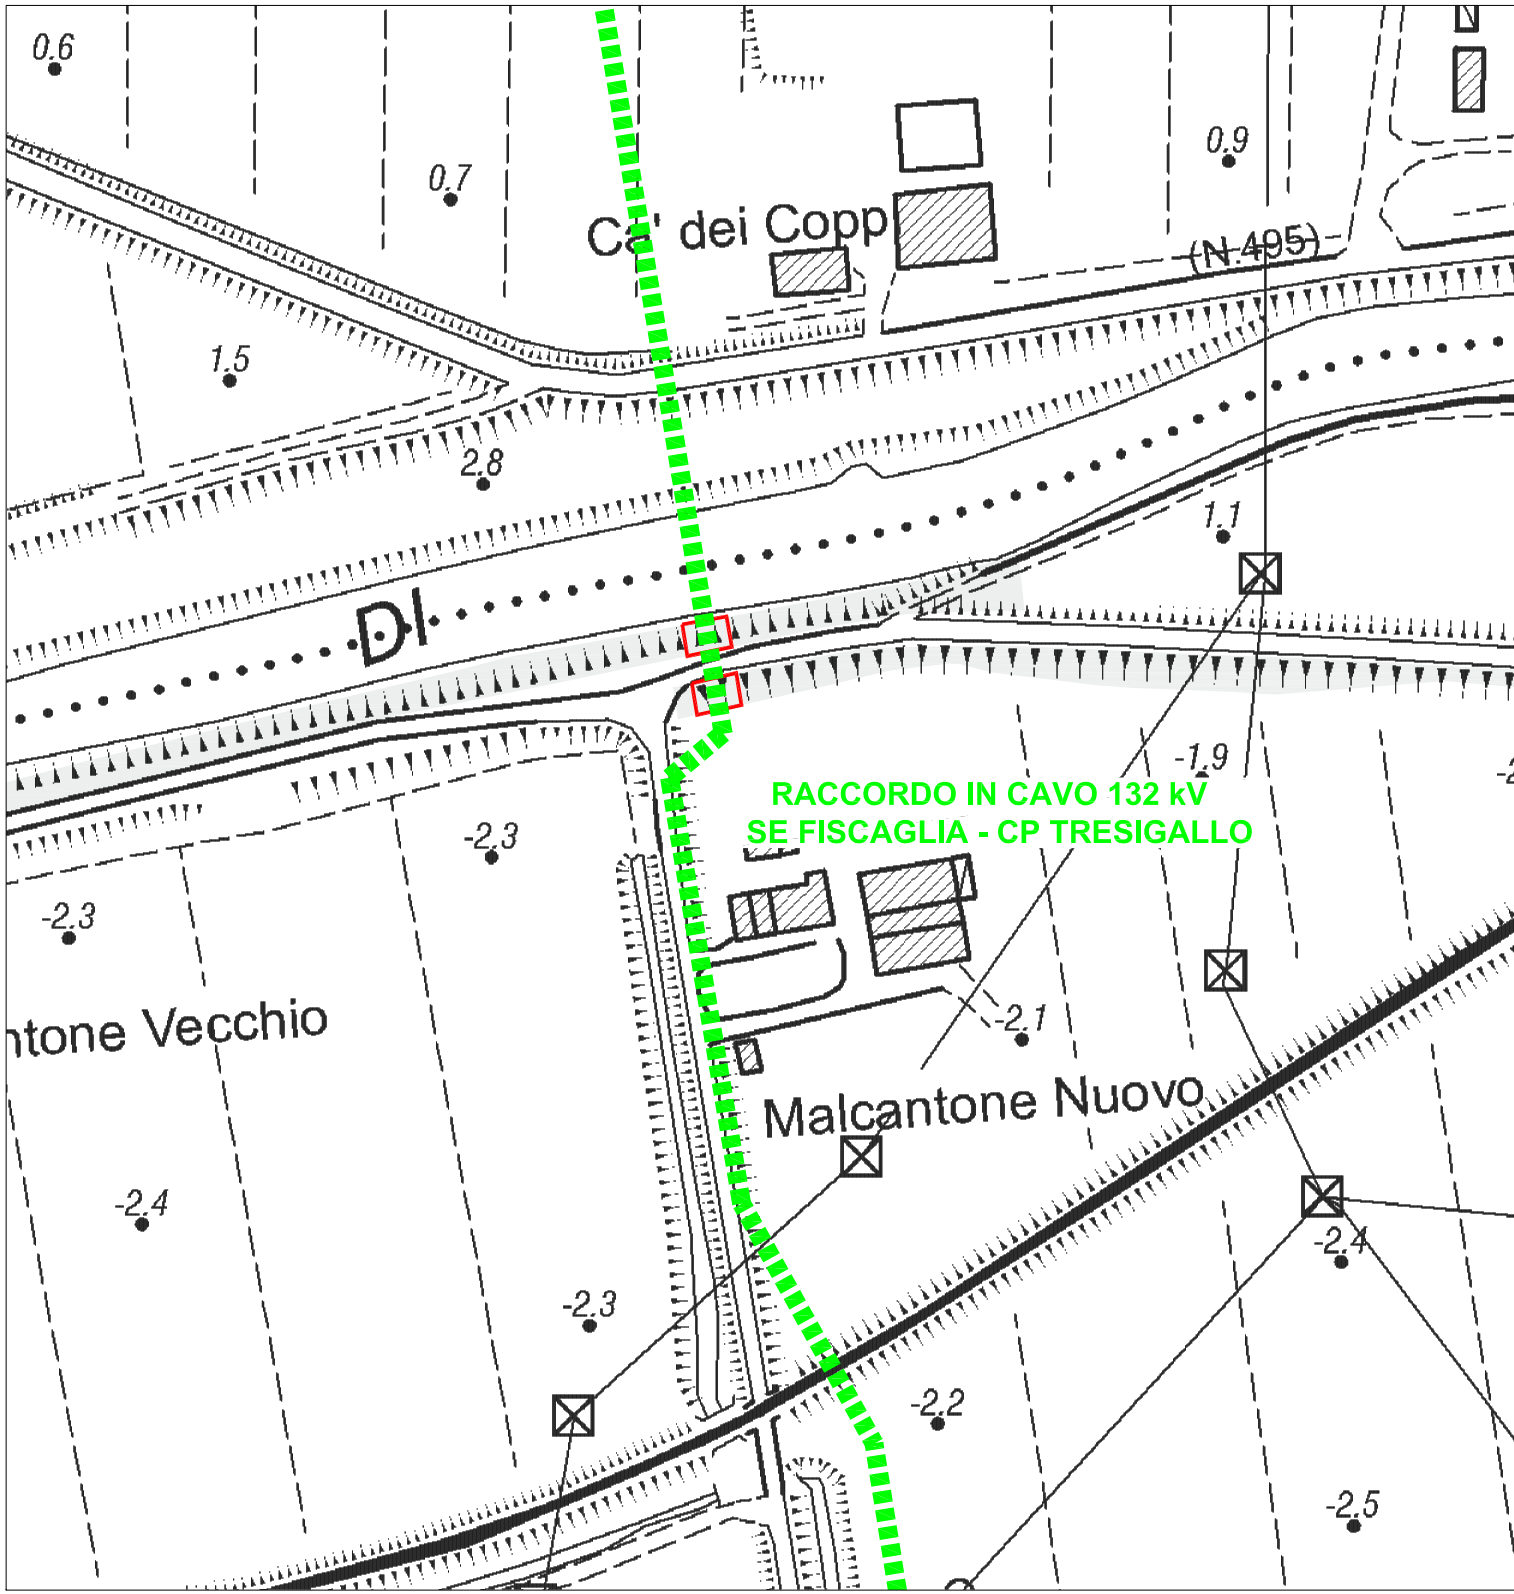 0.6
0.7
0.9
Ca' dei Copp
(N.495)
1.5
2.8
1.1
DI
-1.9
RACCORDO IN CAVO 132 kV
SE FISCAGLIA - CP TRESIGALLO
-2.3
-2.3
ntone Vecchio
-2.1
Malcantone Nuovo
-2.4
-2.4
-2.3
-2.2
-2.5